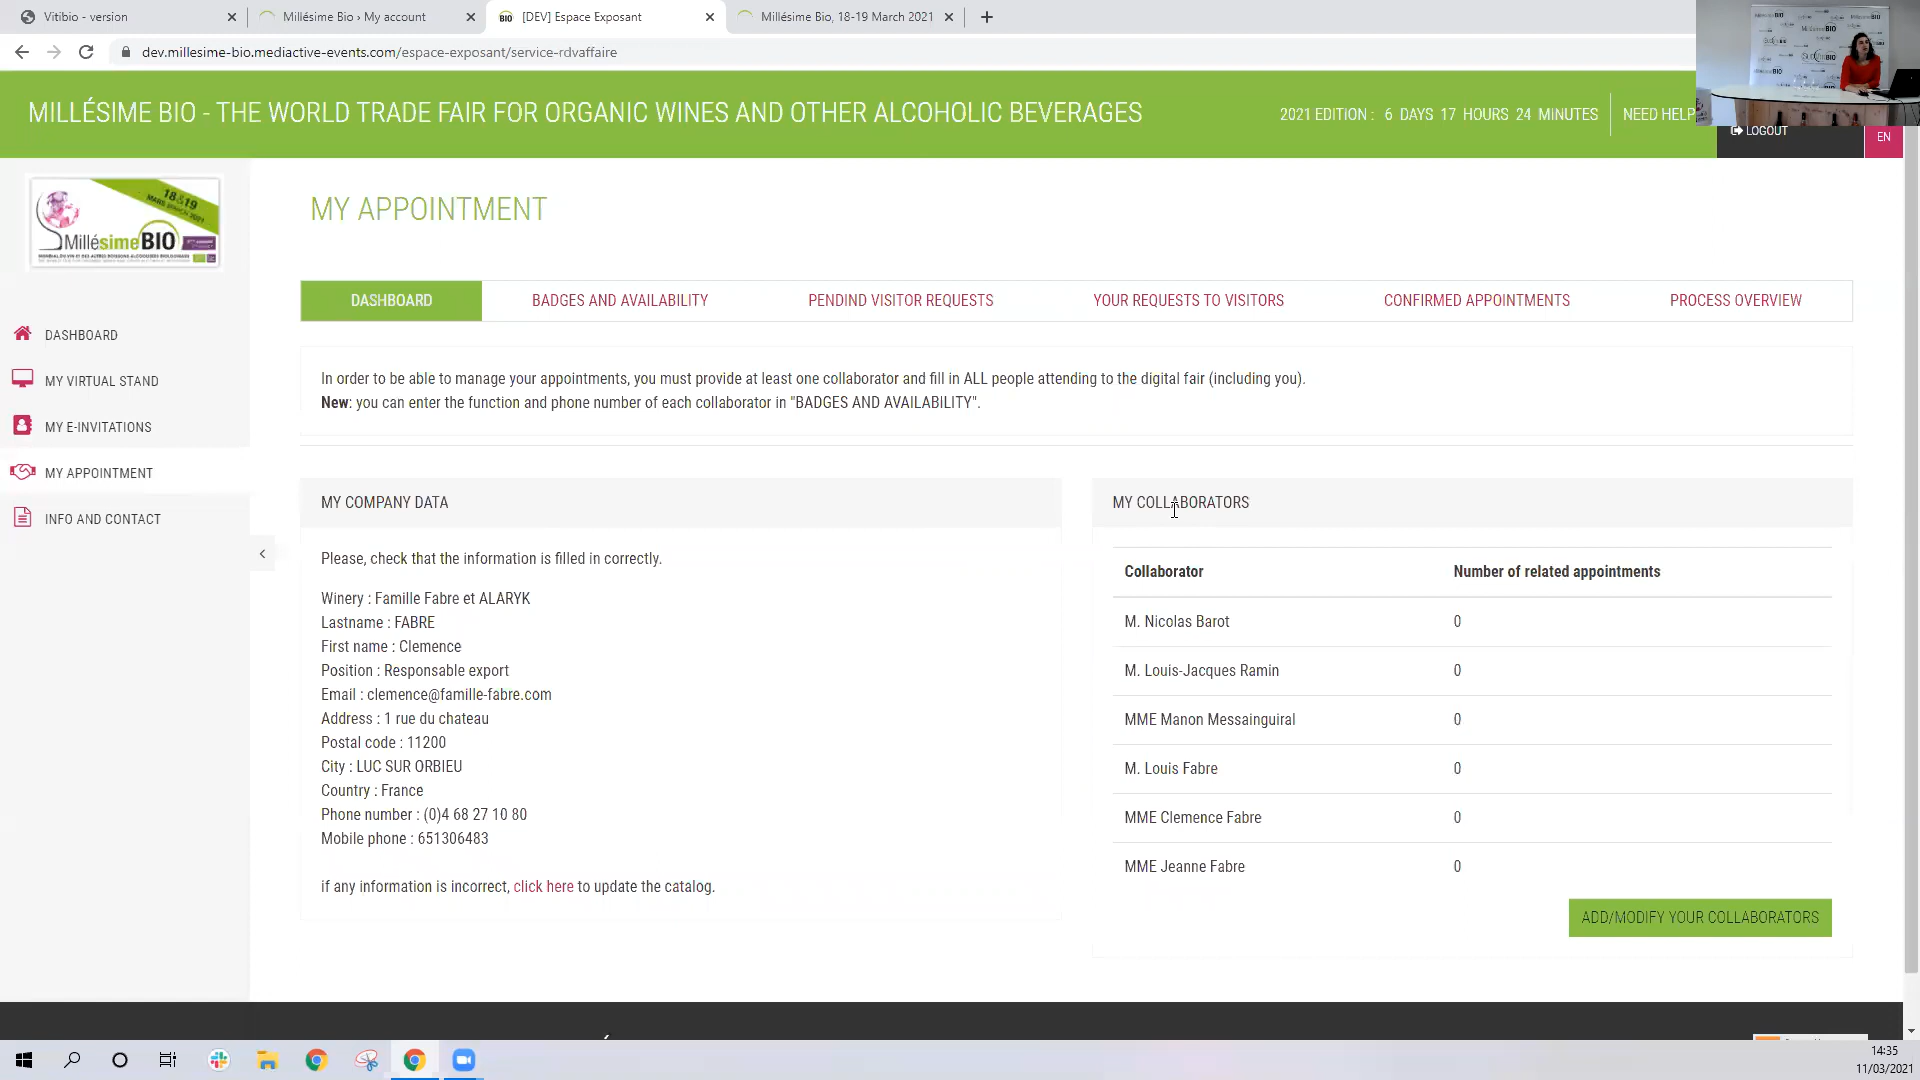 Vitibio - version
Millésime Bio › My account
[DEV] Espace Exposant
Millésime Bio, 18-19 March 2021
dev.millesime-bio.mediactive-events.com/espace-exposant/service-rdvaffaire
MILLÉSIME BIO - THE WORLD TRADE FAIR FOR ORGANIC WINES AND OTHER ALCOHOLIC BEVERAGES
2021 EDITION : 6 DAYS 17 HOURS 24 MINUTES
NEED HELP
LOGOUT
EN
18&19
MARS MARCH 2021
MillésimeBIO
MY APPOINTMENT
DASHBOARD
BADGES AND AVAILABILITY
PENDIND VISITOR REQUESTS
YOUR REQUESTS TO VISITORS
CONFIRMED APPOINTMENTS
PROCESS OVERVIEW
DASHBOARD
MY VIRTUAL STAND
MY E-INVITATIONS
MY APPOINTMENT
INFO AND CONTACT
In order to be able to manage your appointments, you must provide at least one collaborator and fill in ALL people attending to the digital fair (including you).
New: you can enter the function and phone number of each collaborator in "BADGES AND AVAILABILITY".
MY COMPANY DATA
Please, check that the information is filled in correctly.
Winery : Famille Fabre et ALARYK
Lastname : FABRE
First name : Clemence
Position : Responsable export
Email : clemence@famille-fabre.com
Address : 1 rue du chateau
Postal code : 11200
City : LUC SUR ORBIEU
Country : France
Phone number : (0)4 68 27 10 80
Mobile phone : 651306483
if any information is incorrect, click here to update the catalog.
MY COLLABORATORS
Collaborator Number of related appointments
M. Nicolas Barot 0
M. Louis-Jacques Ramin 0
MME Manon Messainguiral 0
M. Louis Fabre 0
MME Clemence Fabre 0
MME Jeanne Fabre 0
ADD/MODIFY YOUR COLLABORATORS
14:35
11/03/2021